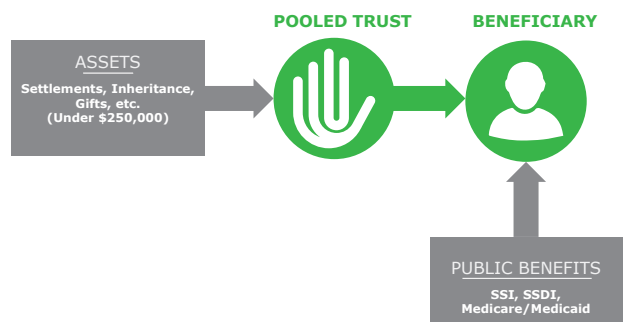 POOLED TRUST
BENEFICIARY
ASSETS
Settlements, Inheritance,
Gifts, etc.
(Under $250,000)
PUBLIC BENEFITS
SSI, SSDI,
Medicare/Medicaid